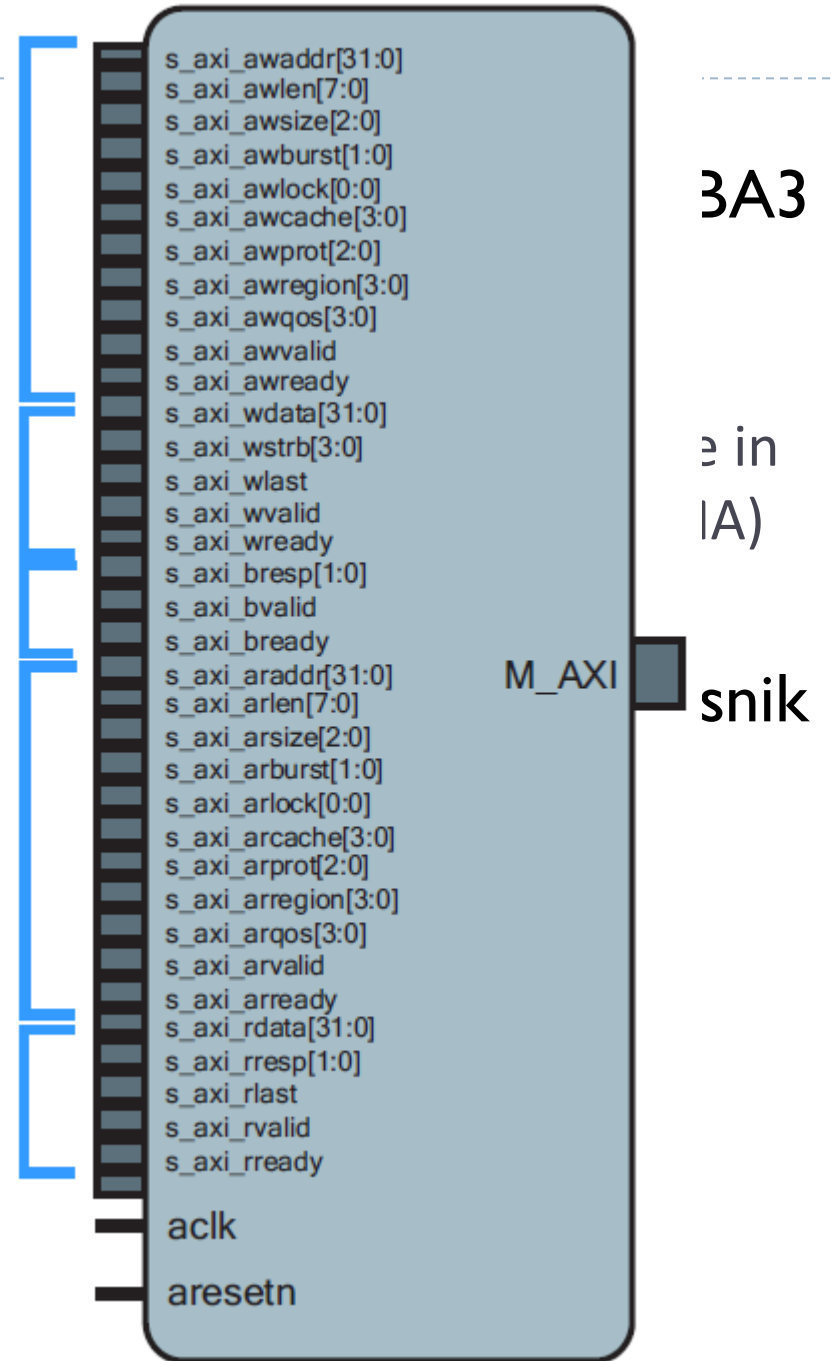 s_axi_awaddr[31:0]
s_axi_awlen[7:0]
s_axi_awsize[2:0]
s_axi_awburst[1:0]
s_axi_awlock[0:0]
s_axi_awcache[3:0]
s_axi_awprot[2:0]
s_axi_awregion[3:0]
s_axi_awqos[3:0]
s_axi_awvalid
s_axi_awready
s_axi_wdata[31:0]
s_axi_wstrb[3:0]
s_axi_wlast
s_axi_wvalid
s_axi_wready
s_axi_bresp[1:0]
s_axi_bvalid
s_axi_bready
s_axi_araddr[31:0]
s_axi_arlen[7:0]
s_axi_arsize[2:0]
s_axi_arburst[1:0]
s_axi_arlock[0:0]
s_axi_arcache[3:0]
s_axi_arprot[2:0]
s_axi_arregion[3:0]
s_axi_arqos[3:0]
s_axi_arvalid
s_axi_arready
s_axi_rdata[31:0]
s_axi_rresp[1:0]
s_axi_rlast
s_axi_rvalid
s_axi_rready
aclk
aresetn
M_AXI
BA3
e in
snik